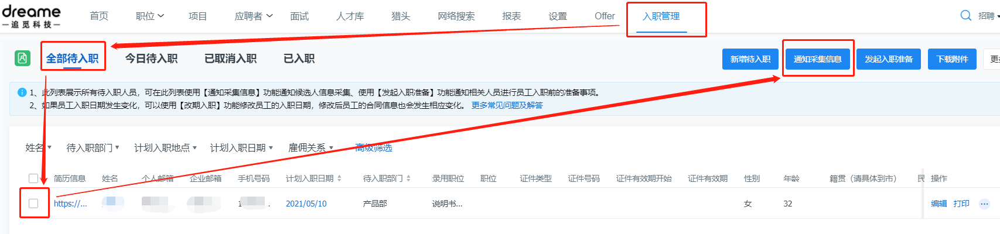 dreame
追觅科技
首页 职位 项目 应聘者 面试 人才库 猎头 网络搜索 报表 设置 Offer 入职管理 招聘
全部待入职 今日待入职 已取消入职 已入职 新增待入职 通知采集信息 发起入职准备 下载附件
1、此列表展示所有待入职人员，可在此列表使用【通知采集信息】功能通知候选人信息采集、使用【发起入职准备】功能通知相关人员进行员工入职前的准备事项。
2、如果员工入职日期发生变化，可以使用【改期入职】功能修改员工的入职日期，修改后员工的合同信息也会发生相应变化。 更多常见问题及解答
姓名 待入职部门 计划入职地点 计划入职日期 雇佣关系 高级筛选
简历信息 姓名 个人邮箱 企业邮箱 手机号码 计划入职日期 待入职部门 录用职位 职位 证件类型 证件号码 证件有效期开始 证件有效期 性别 年龄 籍贯（请具体到市） 民 操作
https://... 2021/05/10 产品部 说明书... 女 32 编辑 打印 ···